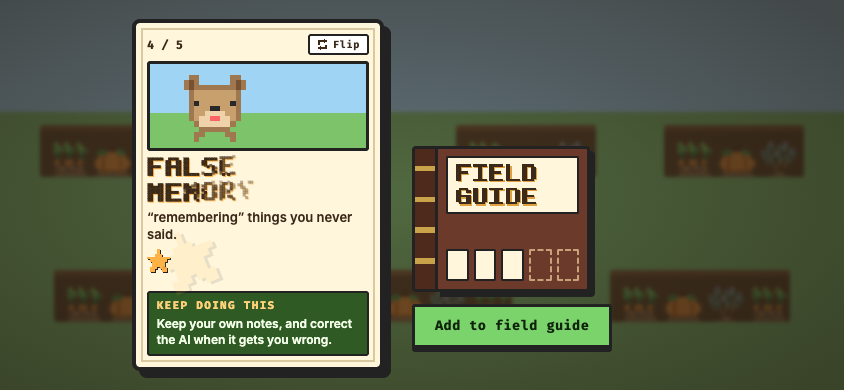 4 / 5
Flip
FALSE
MEMORY
“remembering” things you never
said.
KEEP DOING THIS
Keep your own notes, and correct
the AI when it gets you wrong.
FIELD
GUIDE
Add to field guide